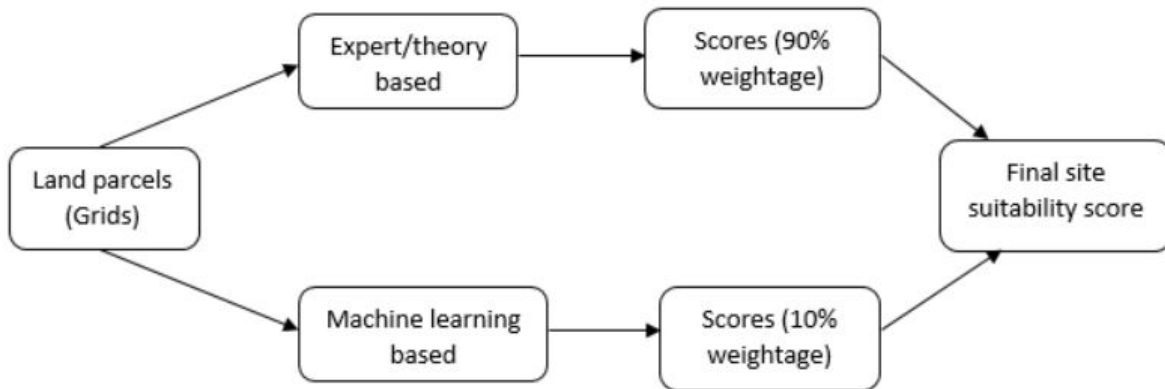 Land parcels
(Grids)
Expert/theory
based
Scores (90%
weightage)
Machine learning
based
Scores (10%
weightage)
Final site
suitability score